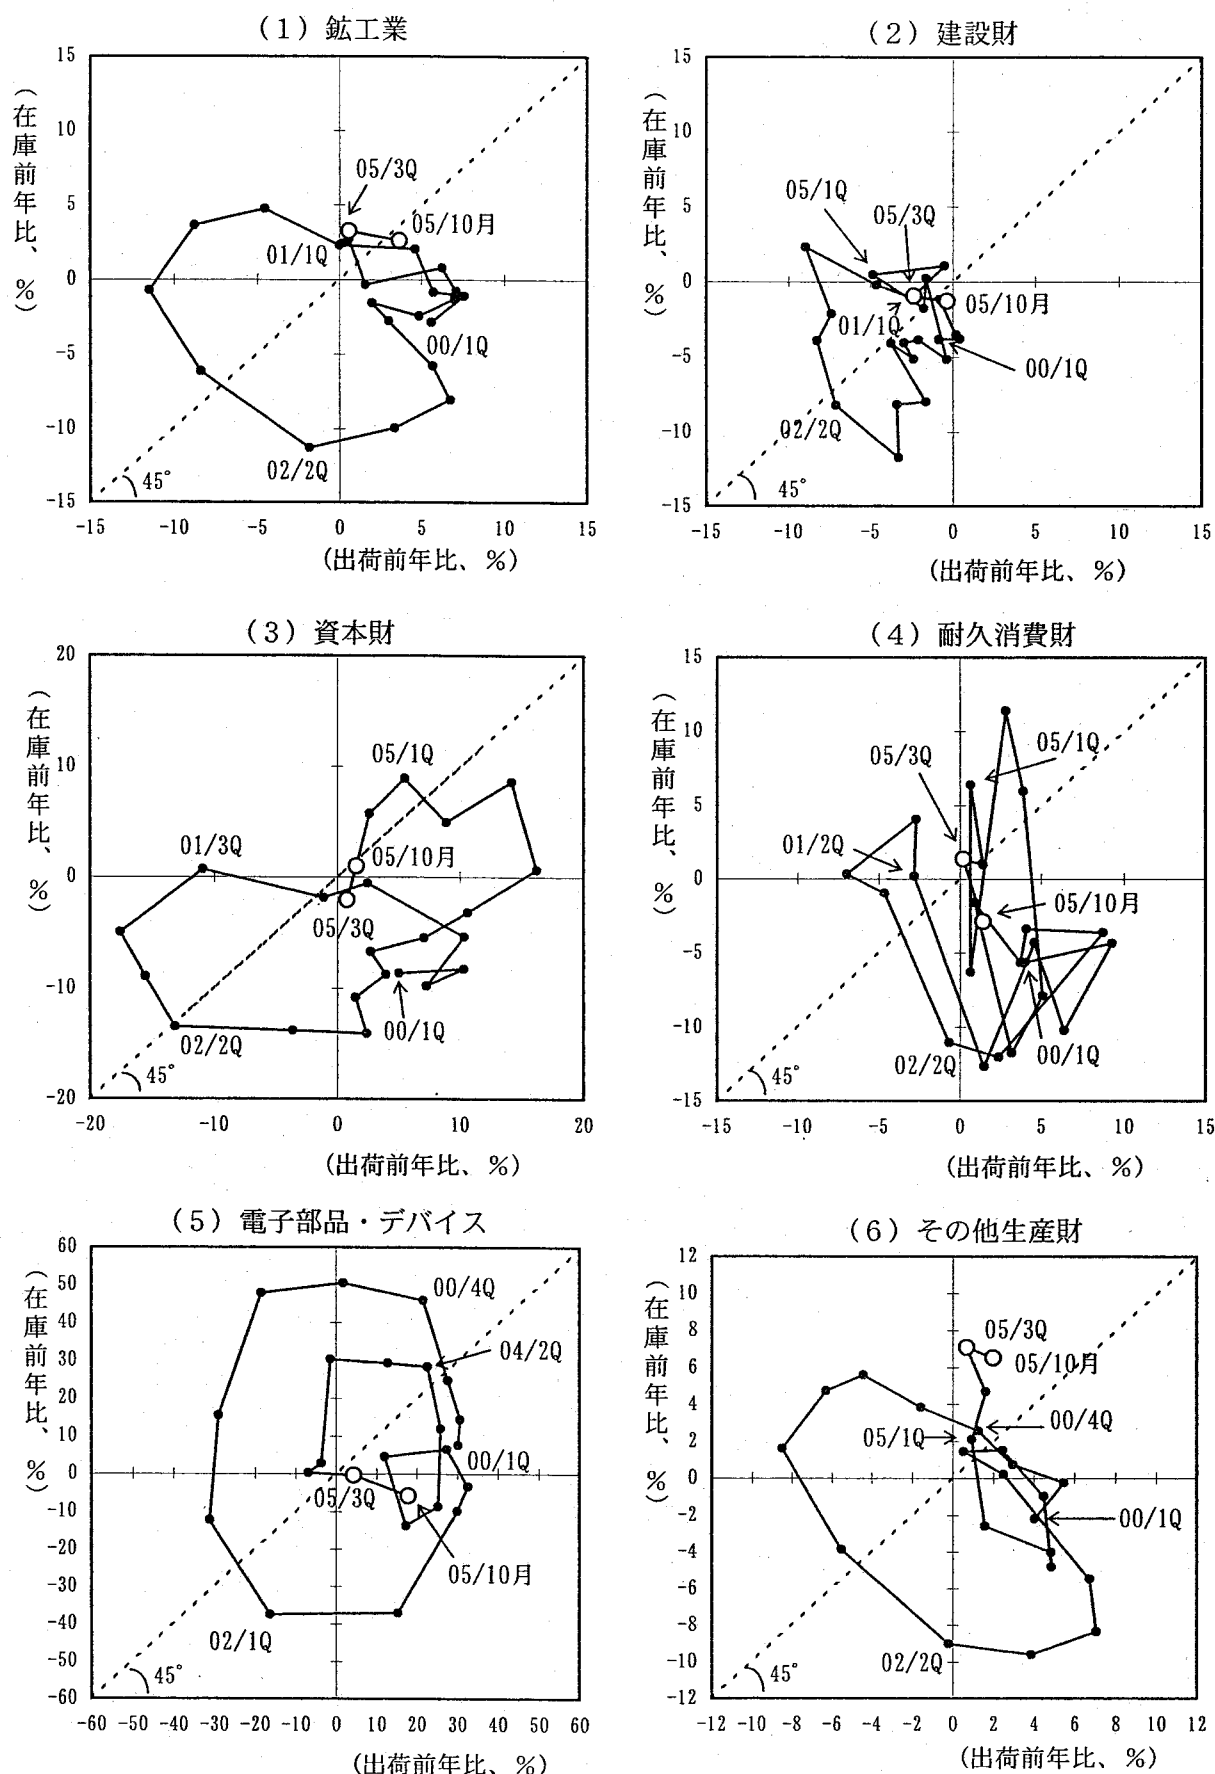 (1) 鉱工業
(在庫前年比、%)
15
10
5
0
-5
-10
-15
05/3Q
05/10月
01/1Q
00/1Q
02/2Q
45°
-15 -10 -5 0 5 10 15
(出荷前年比、%)
(2) 建設財
(在庫前年比、%)
15
10
5
0
-5
-10
-15
05/1Q
05/3Q
05/10月
01/1Q
00/1Q
02/2Q
45°
-15 -10 -5 0 5 10 15
(出荷前年比、%)
(3) 資本財
(在庫前年比、%)
20
10
0
-10
-20
05/1Q
01/3Q
05/10月
05/3Q
00/1Q
02/2Q
45°
-20 -10 0 10 20
(出荷前年比、%)
(4) 耐久消費財
(在庫前年比、%)
15
10
5
0
-5
-10
-15
05/3Q
05/1Q
01/2Q
05/10月
02/2Q
00/1Q
45°
-15 -10 -5 0 5 10 15
(出荷前年比、%)
(5) 電子部品・デバイス
(在庫前年比、%)
60
50
40
30
20
10
0
-10
-20
-30
-40
-50
-60
00/4Q
04/2Q
00/1Q
05/3Q
05/10月
02/1Q
45°
-60 -50 -40 -30 -20 -10 0 10 20 30 40 50 60
(出荷前年比、%)
(6) その他生産財
(在庫前年比、%)
12
10
8
6
4
2
0
-2
-4
-6
-8
-10
-12
05/3Q
05/10月
00/4Q
05/1Q
00/1Q
02/2Q
45°
-12 -10 -8 -6 -4 -2 0 2 4 6 8 10 12
(出荷前年比、%)